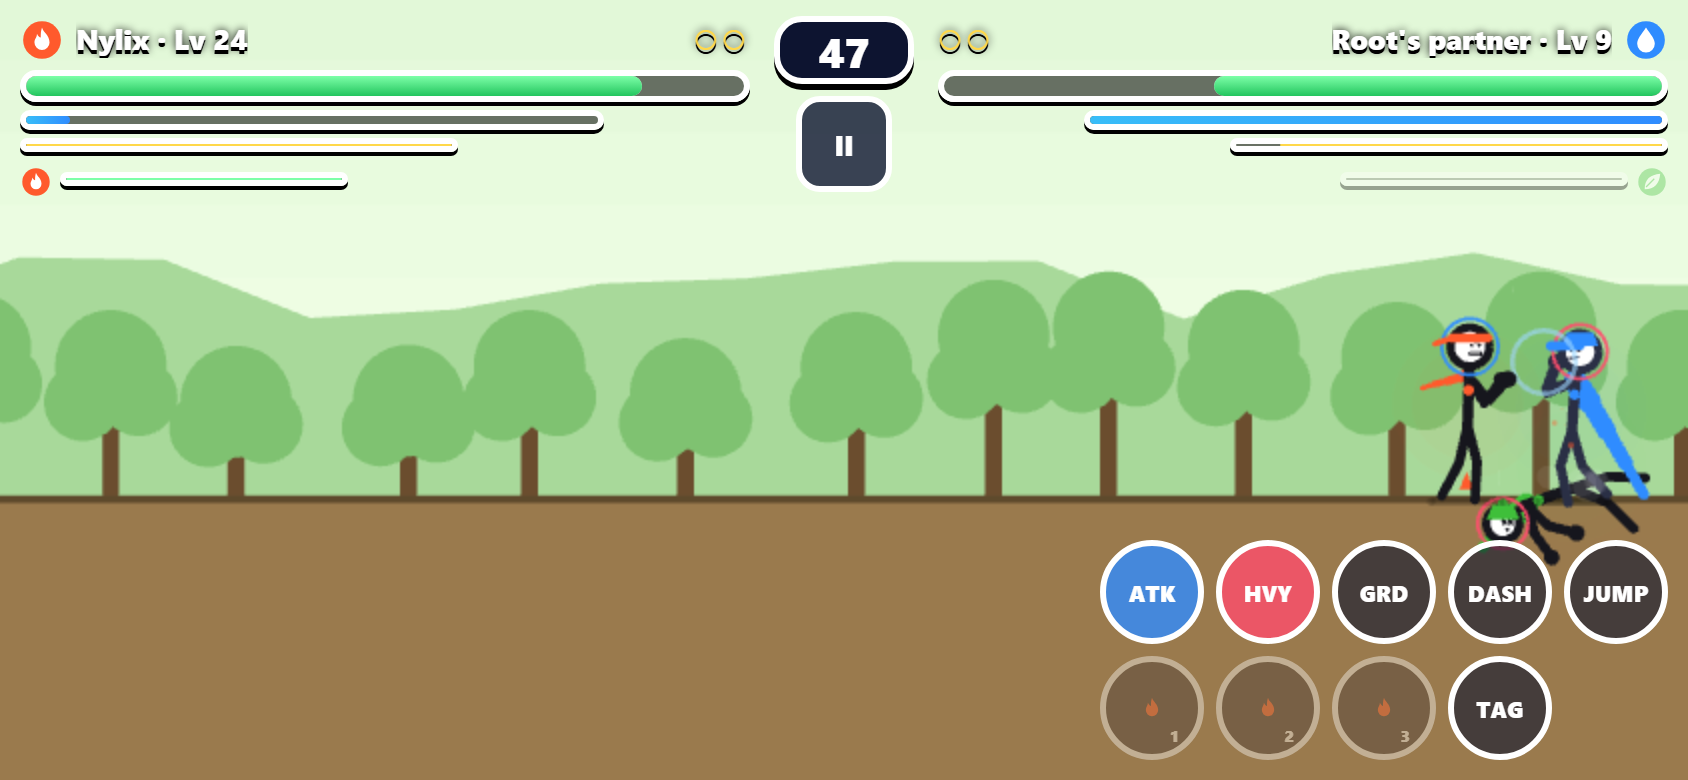 Nylix · Lv 24
47
Root's partner · Lv 9
ATK
HVY
GRD
DASH
JUMP
1
2
3
TAG